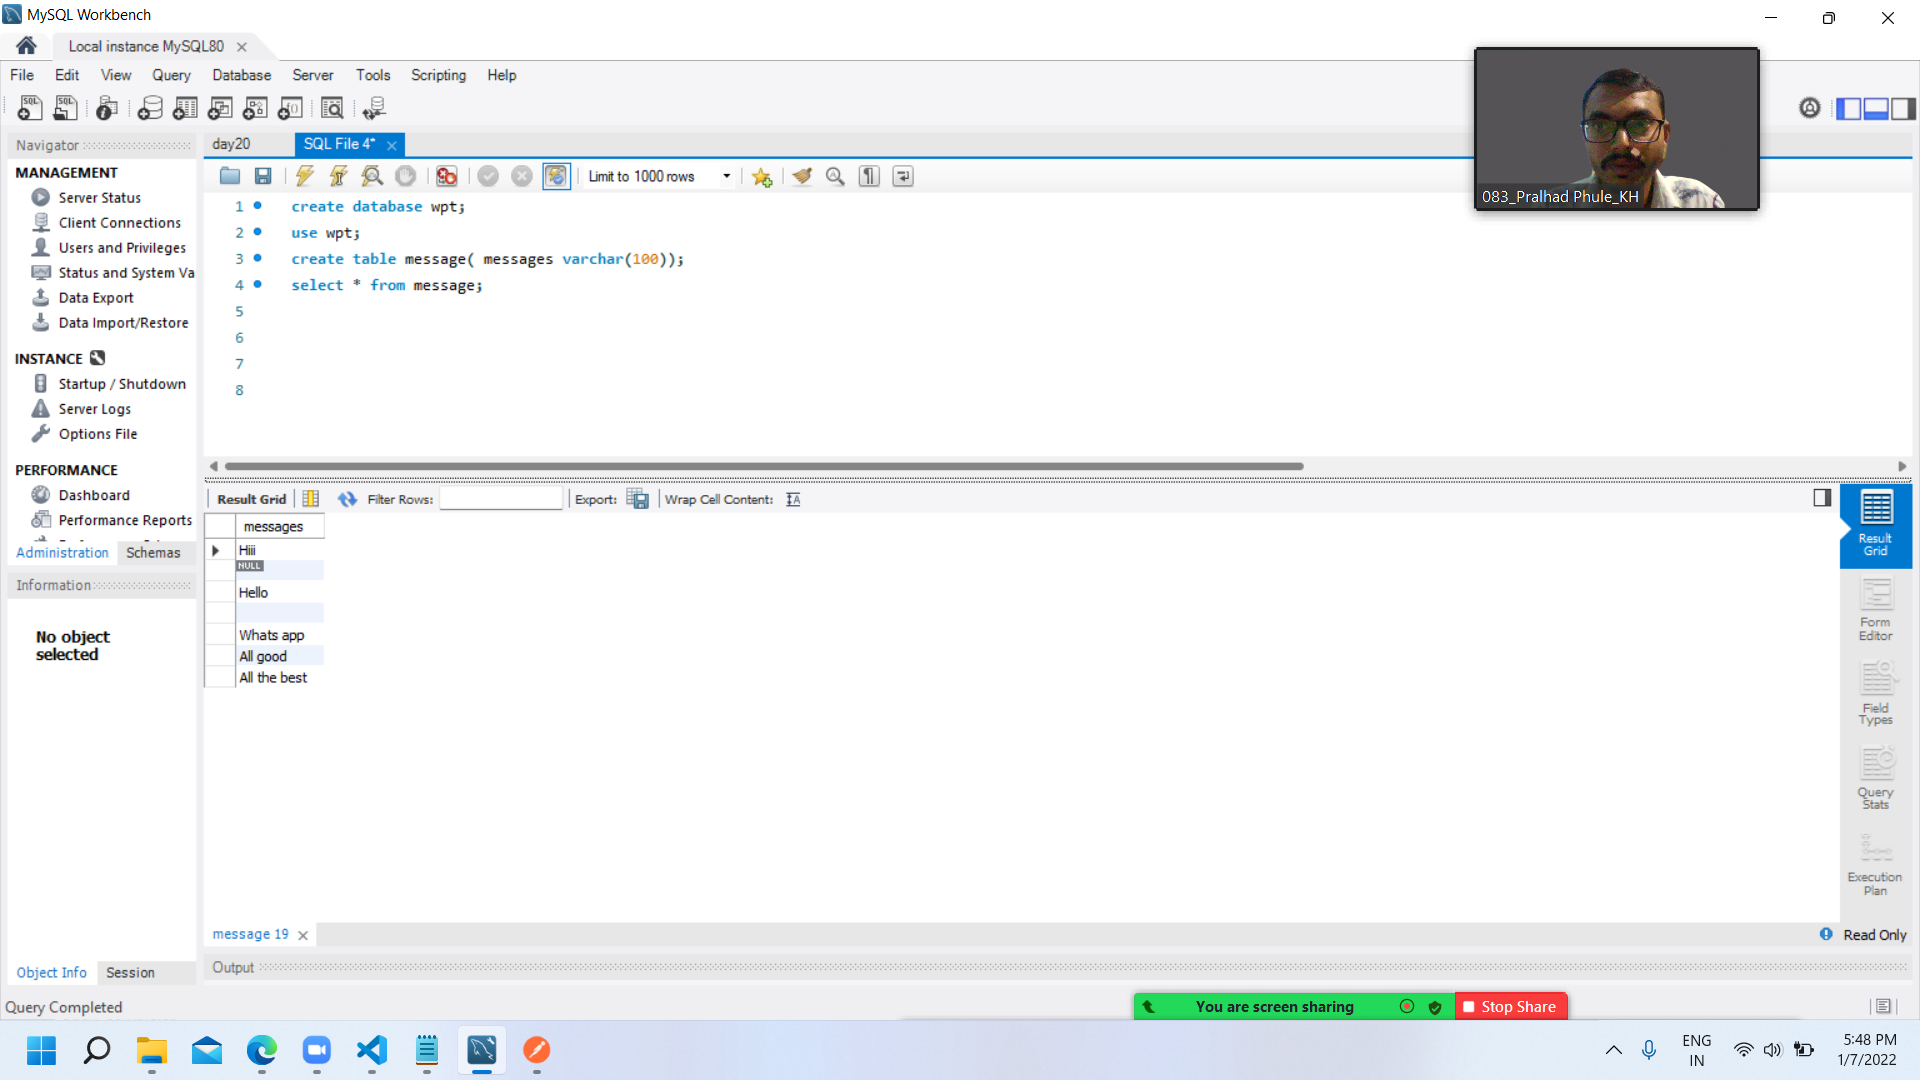 MySQL Workbench
Local instance MySQL80
File Edit View Query Database Server Tools Scripting Help
083_Pralhad Phule_KH
Navigator
MANAGEMENT
Server Status
Client Connections
Users and Privileges
Status and System Va
Data Export
Data Import/Restore
INSTANCE
Startup / Shutdown
Server Logs
Options File
PERFORMANCE
Dashboard
Performance Reports
Administration Schemas
Information
No object
selected
Object Info Session
day20 SQL File 4*
Limit to 1000 rows
1 create database wpt;
2 use wpt;
3 create table message( messages varchar(100));
4 select * from message;
5
6
7
8
Result Grid Filter Rows: Export: Wrap Cell Content:
messages
Hiii
NULL
Hello
Whats app
All good
All the best
Result
Grid
Form
Editor
Field
Types
Query
Stats
Execution
Plan
message 19
Read Only
Output
Query Completed
You are screen sharing Stop Share
ENG
IN
5:48 PM
1/7/2022